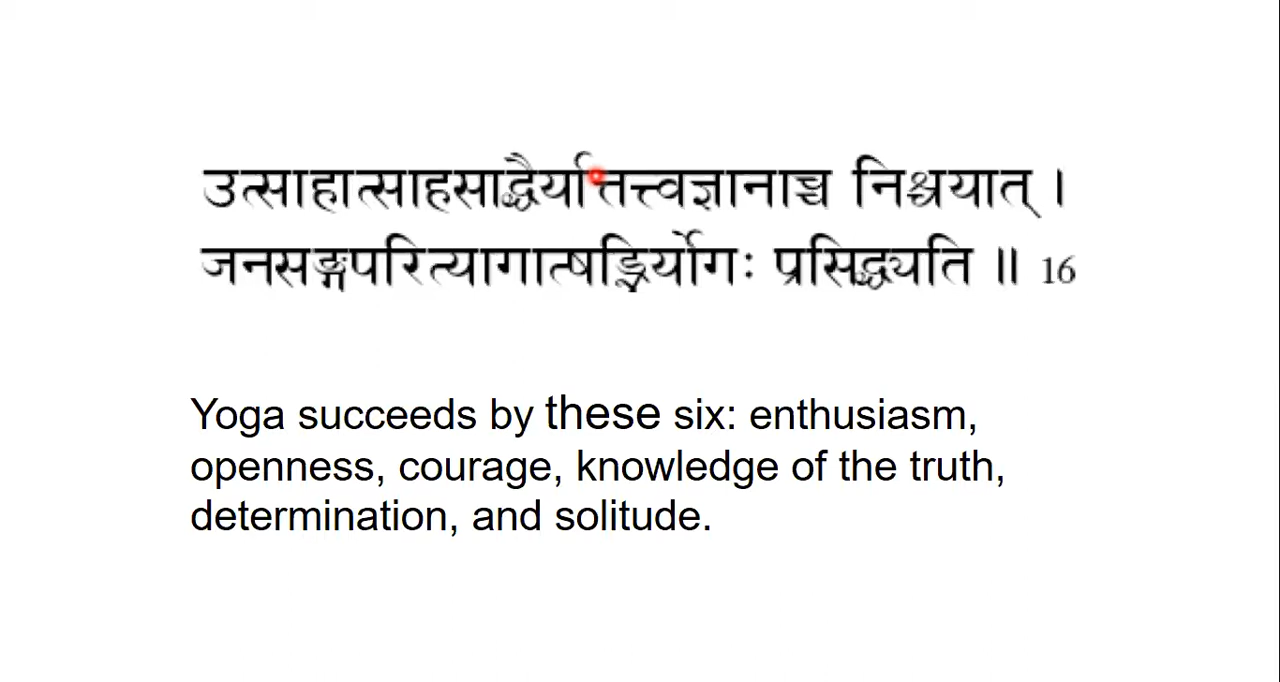 उत्साहात्साहसाद्धैर्यात्तत्त्वज्ञानाच्च निश्चयात् ।
जनसङ्गपरित्यागात्षड्भिर्योगः प्रसिद्ध्यति ॥ 16
Yoga succeeds by these six: enthusiasm,
openness, courage, knowledge of the truth,
determination, and solitude.